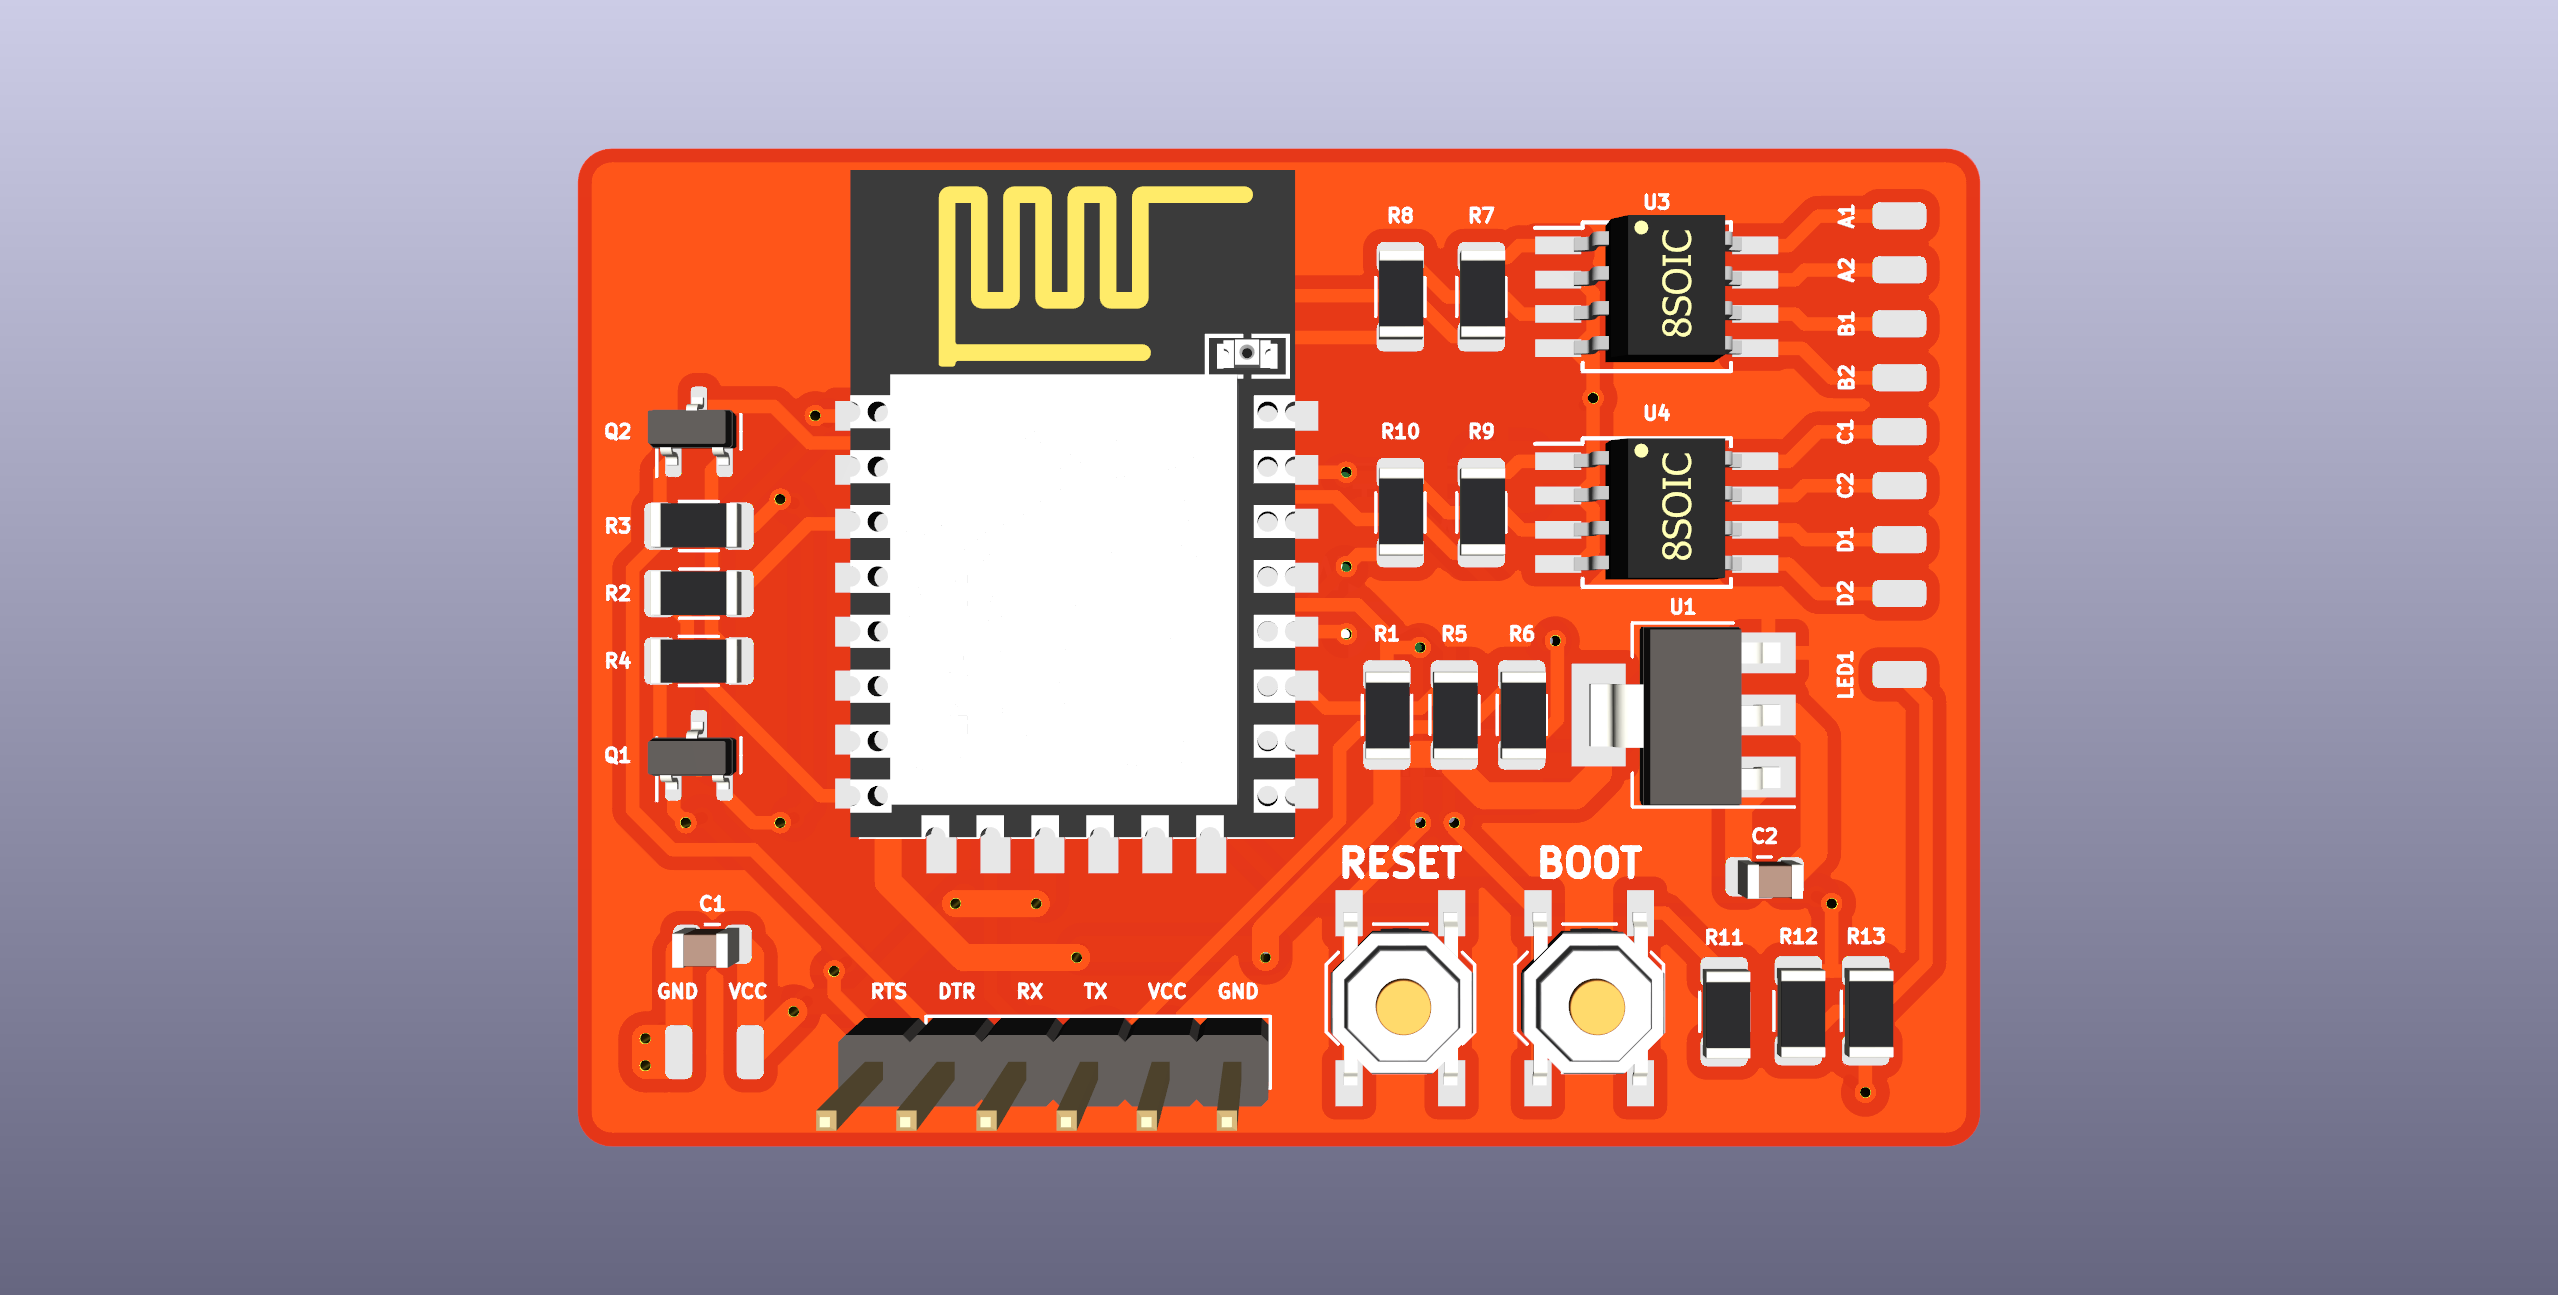 U3
R8
R7
A1
8SOIC
A2
B1
B2
U4
Q2
R10
R9
C1
8SOIC
C2
R3
D1
R2
D2
U1
R1
R5
R6
R4
LED1
Q1
C2
RESET
BOOT
C1
R11
R12
R13
GND
VCC
RTS
DTR
RX
TX
VCC
GND